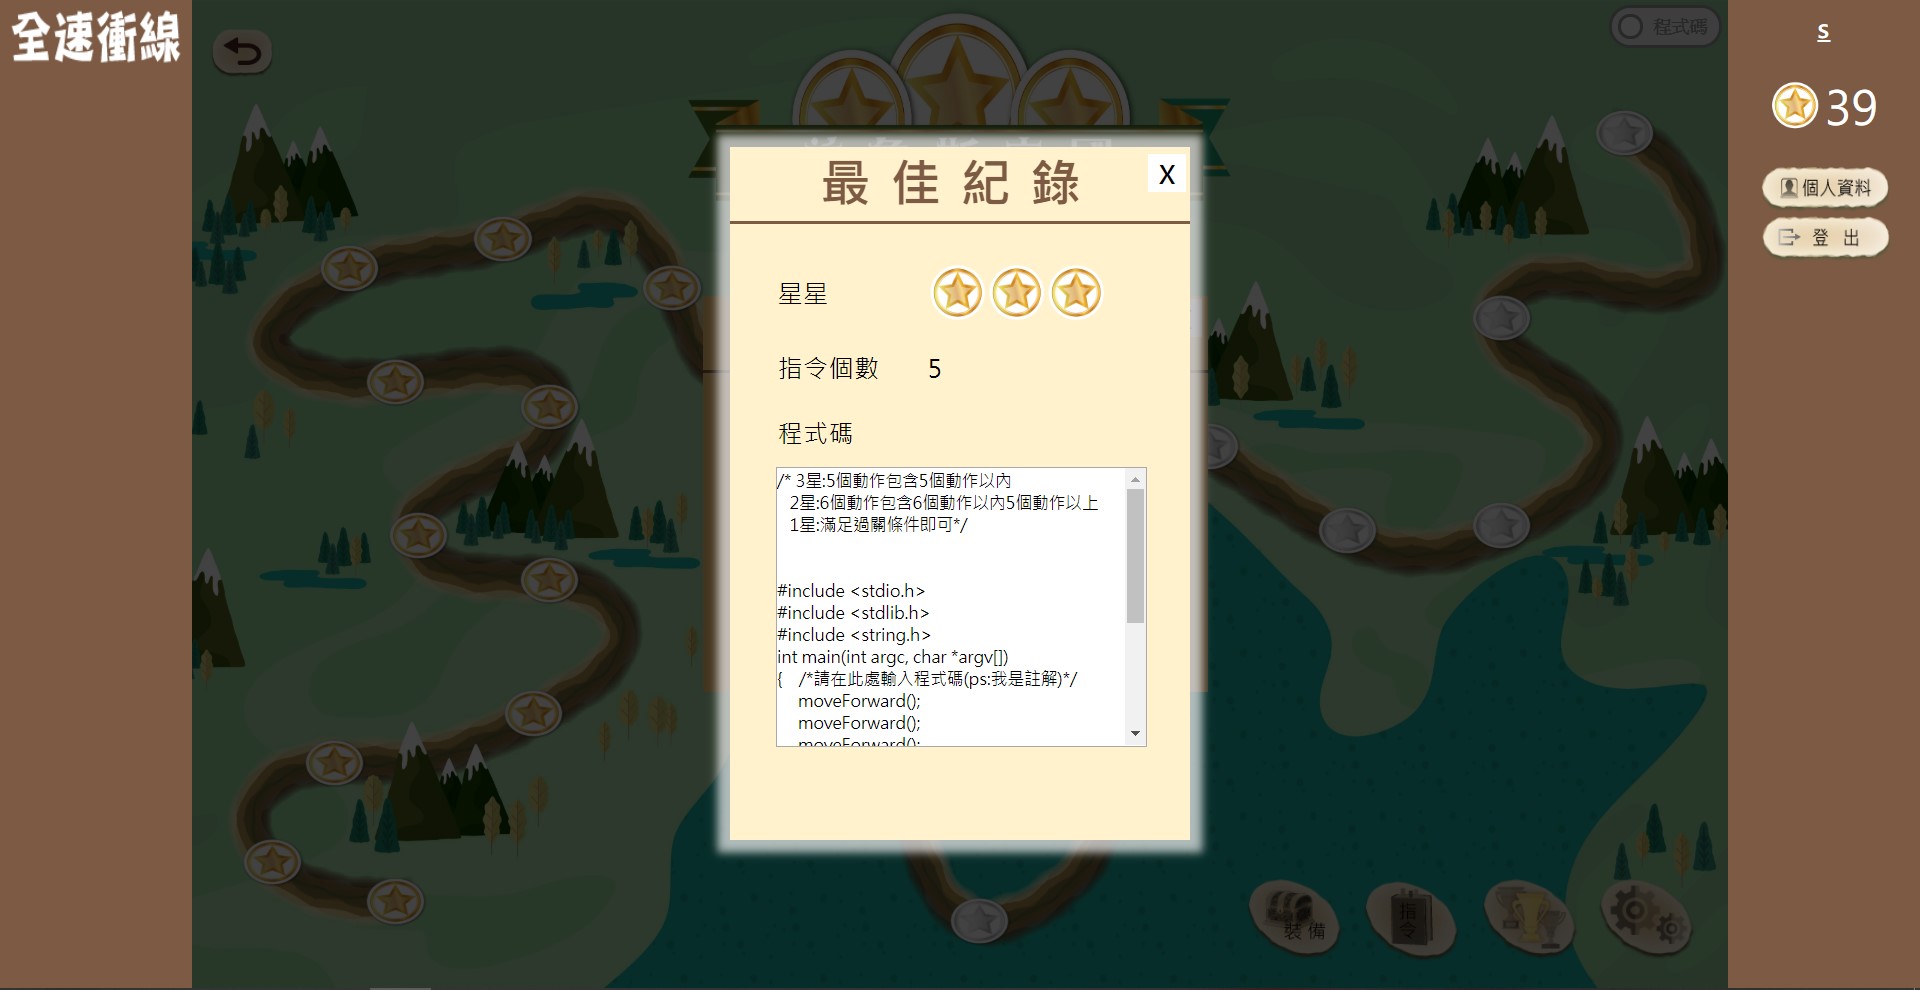 全速衝線
程式碼
s
39
個人資料
登出
最佳紀錄
X
星星
指令個數 5
程式碼
/* 3星:5個動作包含5個動作以內
2星:6個動作包含6個動作以內5個動作以上
1星:滿足過關條件即可*/
#include <stdio.h>
#include <stdlib.h>
#include <string.h>
int main(int argc, char *argv[])
{ /*請在此處輸入程式碼(ps:我是註解)*/
moveForward();
moveForward();
moveForward();
裝備
指令